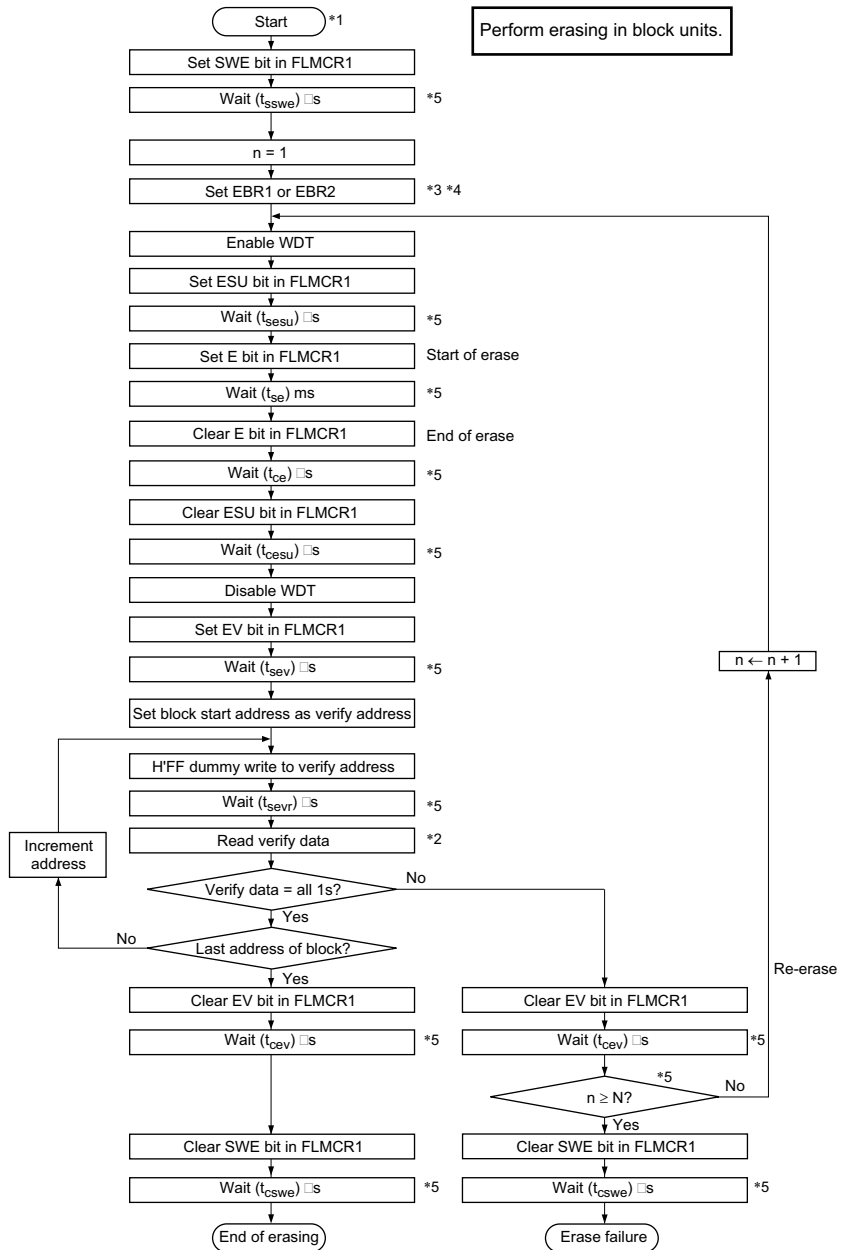 Start *1
Perform erasing in block units.
Set SWE bit in FLMCR1
Wait (tsswe) □s *5
n = 1
Set EBR1 or EBR2 *3 *4
Enable WDT
Set ESU bit in FLMCR1
Wait (tsesu) □s *5
Set E bit in FLMCR1 Start of erase
Wait (tse) ms *5
Clear E bit in FLMCR1 End of erase
Wait (tce) □s *5
Clear ESU bit in FLMCR1
Wait (tcesu) □s *5
Disable WDT
Set EV bit in FLMCR1
Wait (tsev) □s *5
n ← n + 1
Set block start address as verify address
H'FF dummy write to verify address
Wait (tsevr) □s *5
Increment
address
Read verify data *2
Verify data = all 1s?
No
Yes
No
Last address of block?
Re-erase
Yes
Clear EV bit in FLMCR1
Clear EV bit in FLMCR1
Wait (tcev) □s *5
Wait (tcev) □s *5
*5
n ≥ N?
No
Yes
Clear SWE bit in FLMCR1
Clear SWE bit in FLMCR1
Wait (tcswe) □s *5
Wait (tcswe) □s *5
End of erasing
Erase failure